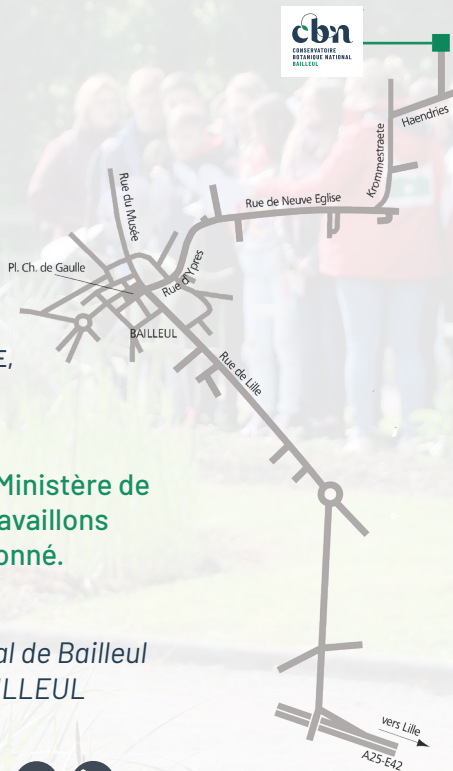 cbn
CONSERVATOIRE
BOTANIQUE NATIONAL
BAILLEUL
Haendries
Krommestraete
Rue de Neuve Eglise
Rue du Musée
Pl. Ch. de Gaulle
Rue d'Ypres
BAILLEUL
Rue de Lille
E,
Ministère de
availlons
onné.
al de Bailleul
ILLEUL
vers Lille
A25-E42